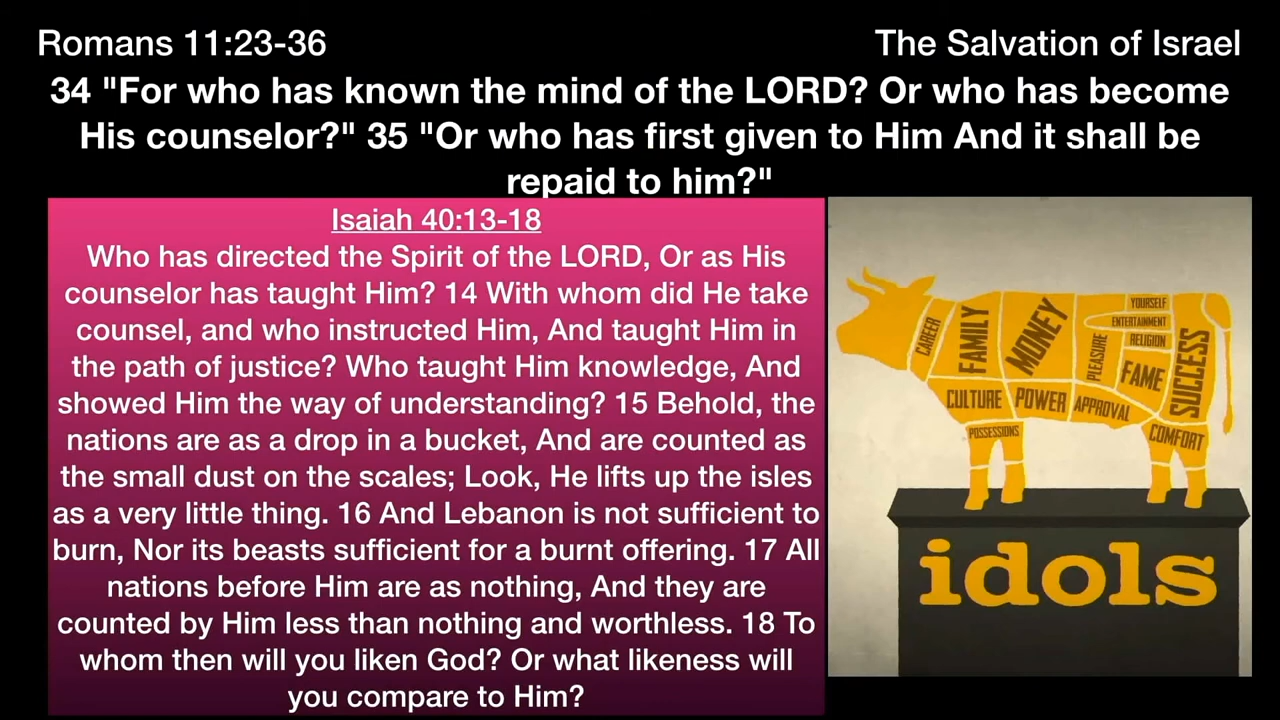 Romans 11:23-36
The Salvation of Israel
34 "For who has known the mind of the LORD? Or who has become
His counselor?" 35 "Or who has first given to Him And it shall be
repaid to him?"
Isaiah 40:13-18
Who has directed the Spirit of the LORD, Or as His
counselor has taught Him? 14 With whom did He take
counsel, and who instructed Him, And taught Him in
the path of justice? Who taught Him knowledge, And
showed Him the way of understanding? 15 Behold, the
nations are as a drop in a bucket, And are counted as
the small dust on the scales; Look, He lifts up the isles
as a very little thing. 16 And Lebanon is not sufficient to
burn, Nor its beasts sufficient for a burnt offering. 17 All
nations before Him are as nothing, And they are
counted by Him less than nothing and worthless. 18 To
whom then will you liken God? Or what likeness will
you compare to Him?
CAREER
FAMILY
MONEY
PLEASURE
YOURSELF
ENTERTAINMENT
RELIGION
FAME
SUCCESS
CULTURE
POWER
APPROVAL
POSSESSIONS
COMFORT
idols